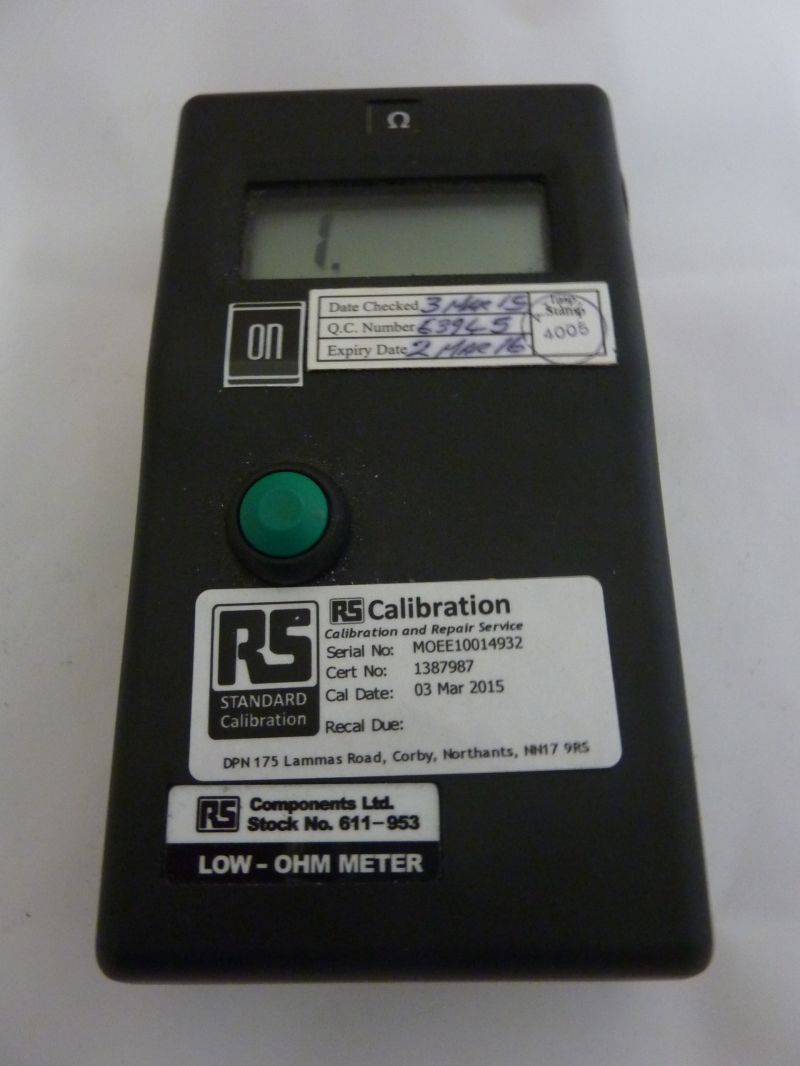 Ω
1.
ON
Date Checked 3 MAR 15
Q.C. Number 63945
Expiry Date 2 MAR 16
Insp. Stamp
4005
RS
STANDARD
Calibration
RS Calibration
Calibration and Repair Service
Serial No: MOEE10014932
Cert No: 1387987
Cal Date: 03 Mar 2015
Recal Due:
DPN 175 Lammas Road, Corby, Northants, NN17 9RS
RS Components Ltd.
Stock No. 611-953
LOW - OHM METER